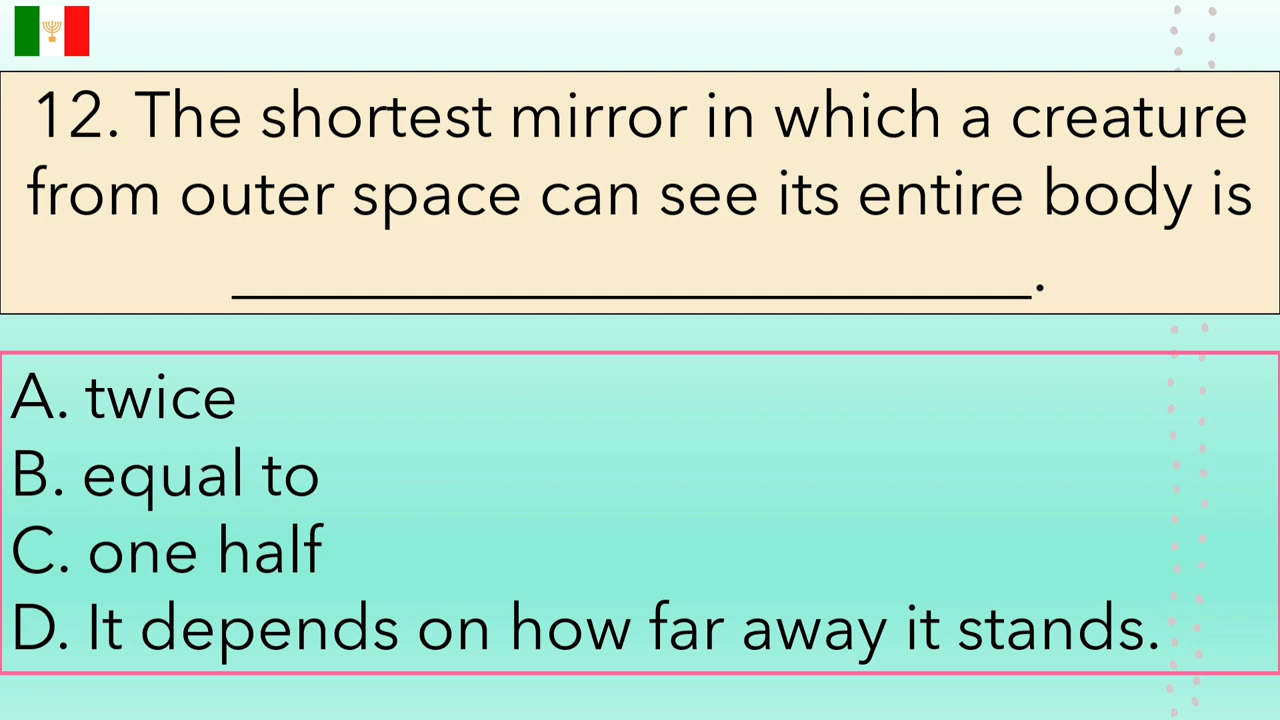 12. The shortest mirror in which a creature
from outer space can see its entire body is
____________________.
A. twice
B. equal to
C. one half
D. It depends on how far away it stands.